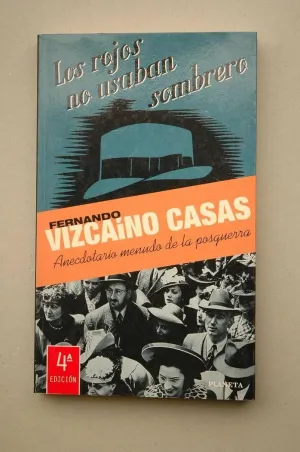 Los rojos
no usaban
sombrero
FERNANDO
VIZCAíNO CASAS
Anecdotario menudo de la posguerra
4ª
EDICIÓN
PLANETA